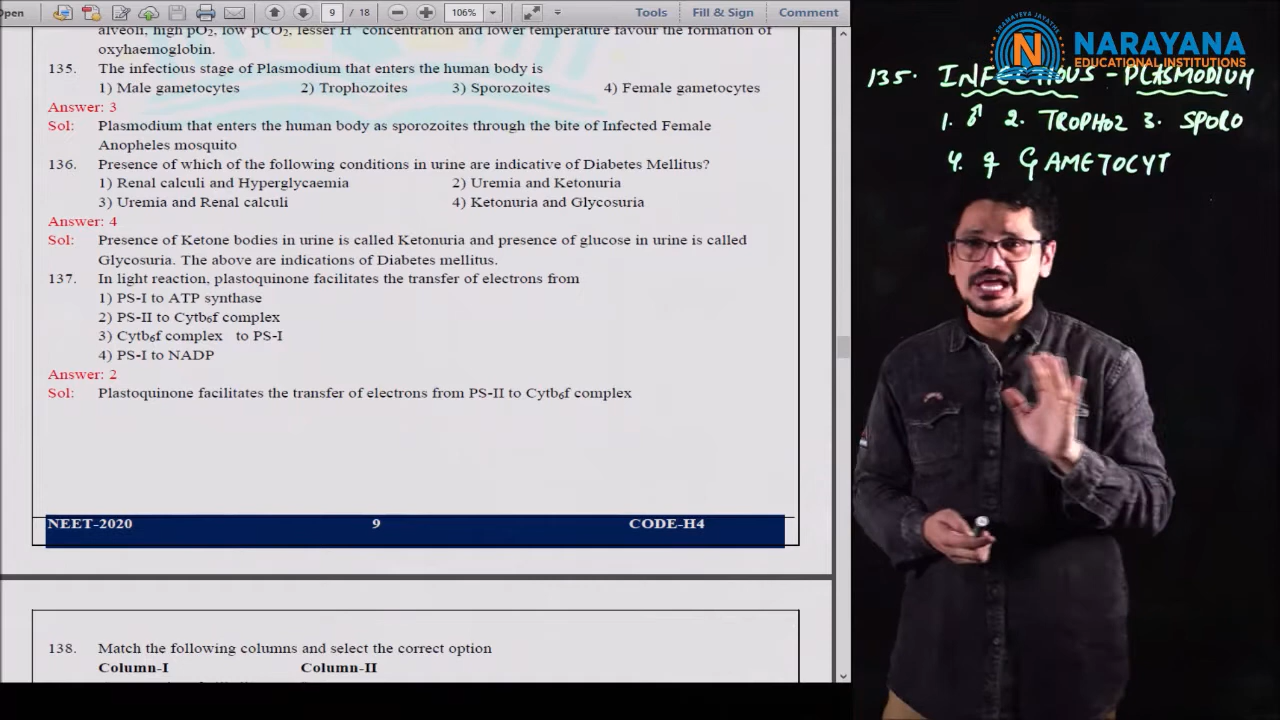 Open
9 / 18
106%
Tools
Fill & Sign
Comment
alveoli, high pO2, low pCO2, lesser H+ concentration and lower temperature favour the formation of
oxyhaemoglobin.
135. The infectious stage of Plasmodium that enters the human body is
1) Male gametocytes 2) Trophozoites 3) Sporozoites 4) Female gametocytes
Answer: 3
Sol: Plasmodium that enters the human body as sporozoites through the bite of Infected Female
Anopheles mosquito
136. Presence of which of the following conditions in urine are indicative of Diabetes Mellitus?
1) Renal calculi and Hyperglycaemia 2) Uremia and Ketonuria
3) Uremia and Renal calculi 4) Ketonuria and Glycosuria
Answer: 4
Sol: Presence of Ketone bodies in urine is called Ketonuria and presence of glucose in urine is called
Glycosuria. The above are indications of Diabetes mellitus.
137. In light reaction, plastoquinone facilitates the transfer of electrons from
1) PS-I to ATP synthase
2) PS-II to Cytb6f complex
3) Cytb6f complex to PS-I
4) PS-I to NADP
Answer: 2
Sol: Plastoquinone facilitates the transfer of electrons from PS-II to Cytb6f complex
NEET-2020 9 CODE-H4
138. Match the following columns and select the correct option
Column-I Column-II
SAMAYEVA JAYATHE
N
NARAYANA
EDUCATIONAL INSTITUTIONS
135. INFECTIOUS - PLASMODIUM
1. ♂ 2. TROPHOZ 3. SPORO
4. ♀ GAMETOCYT